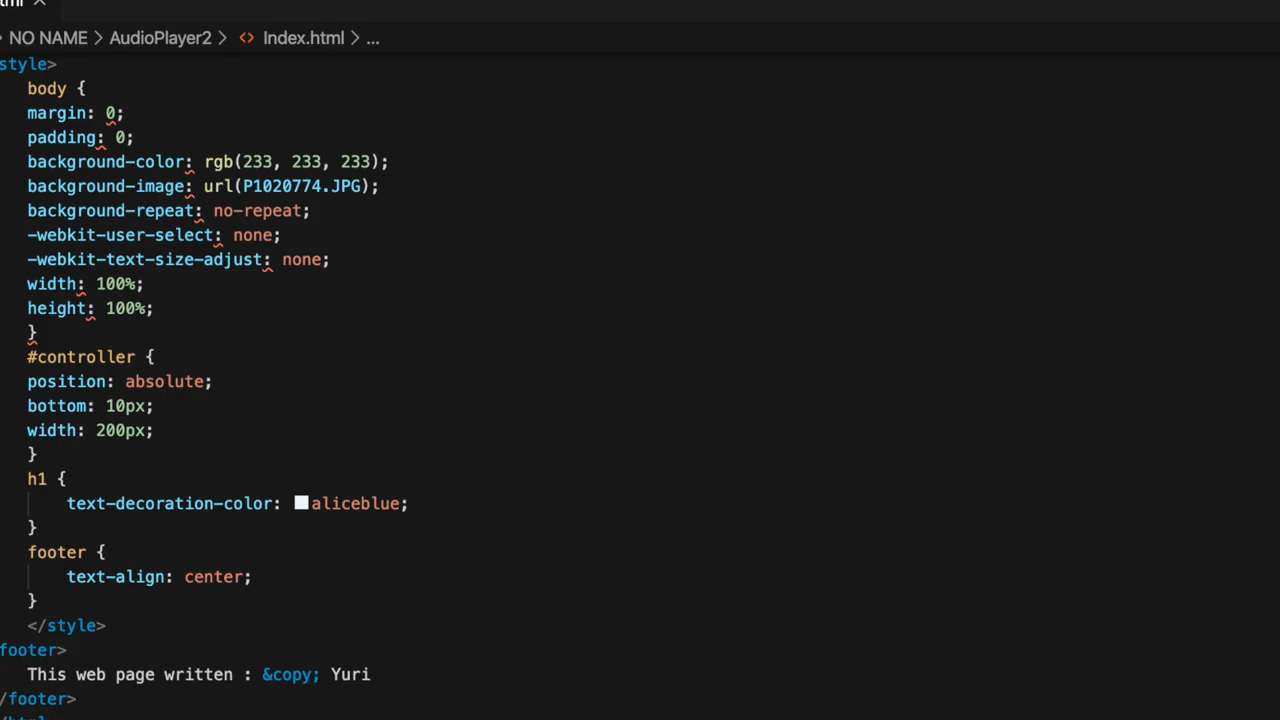 NO NAME > AudioPlayer2 > <> Index.html > ...
style>
body {
margin: 0;
padding: 0;
background-color: rgb(233, 233, 233);
background-image: url(P1020774.JPG);
background-repeat: no-repeat;
-webkit-user-select: none;
-webkit-text-size-adjust: none;
width: 100%;
height: 100%;
}
#controller {
position: absolute;
bottom: 10px;
width: 200px;
}
h1 {
text-decoration-color: aliceblue;
}
footer {
text-align: center;
}
</style>
footer>
This web page written : &copy; Yuri
/footer>